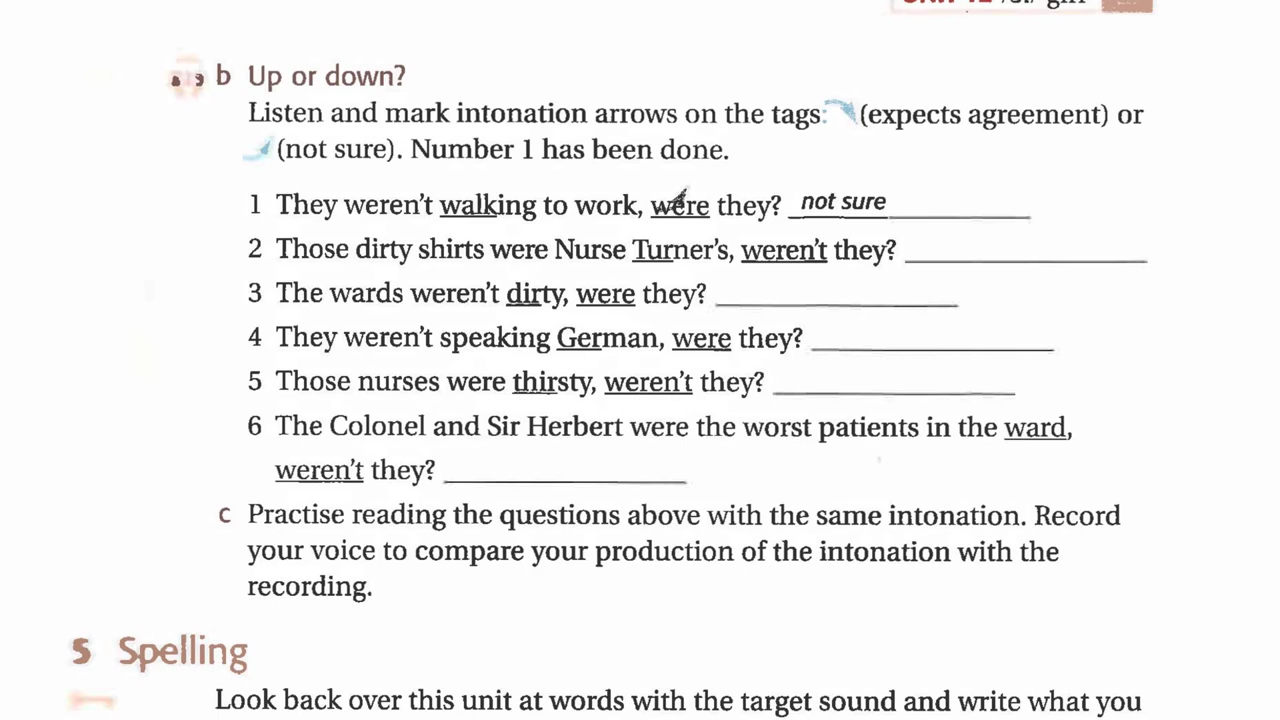 b Up or down?
Listen and mark intonation arrows on the tags: (expects agreement) or
(not sure). Number 1 has been done.
1 They weren't walking to work, were they? not sure
2 Those dirty shirts were Nurse Turner's, weren't they?
3 The wards weren't dirty, were they?
4 They weren't speaking German, were they?
5 Those nurses were thirsty, weren't they?
6 The Colonel and Sir Herbert were the worst patients in the ward,
weren't they?
c Practise reading the questions above with the same intonation. Record
your voice to compare your production of the intonation with the
recording.
5 Spelling
Look back over this unit at words with the target sound and write what you